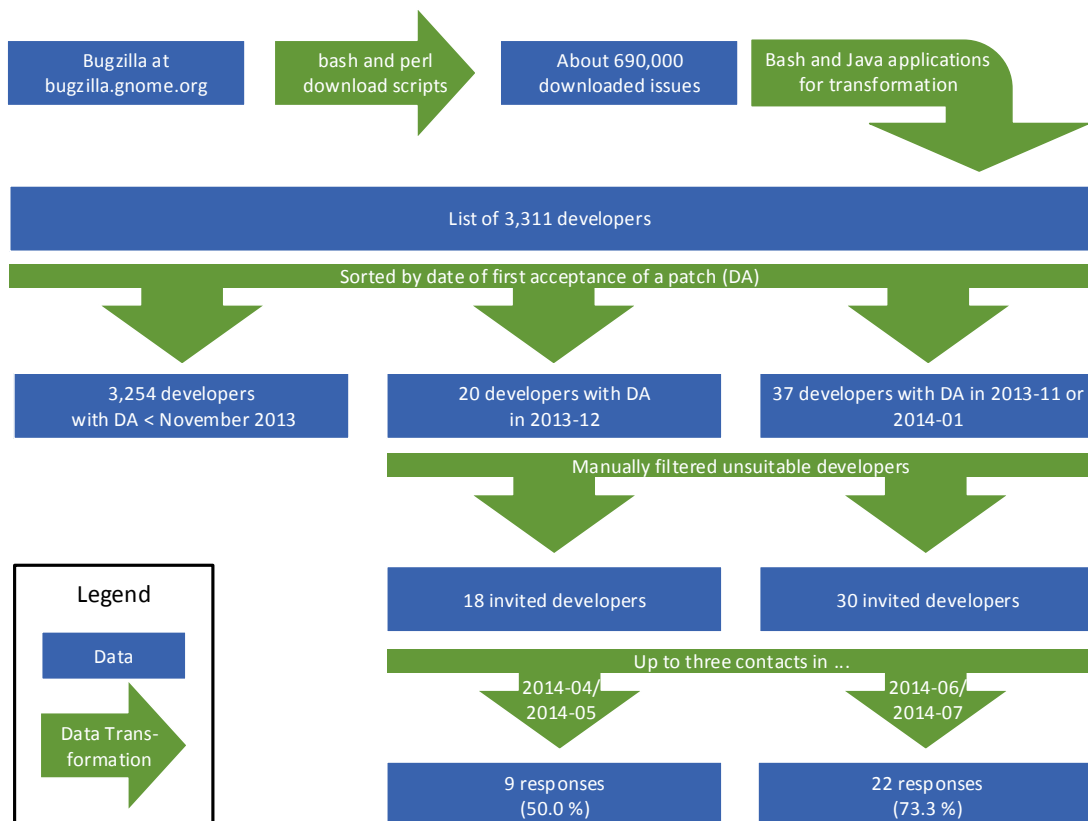 Bugzilla at
bugzilla.gnome.org
bash and perl
download scripts
About 690,000
downloaded issues
Bash and Java applications
for transformation
List of 3,311 developers
Sorted by date of first acceptance of a patch (DA)
3,254 developers
with DA < November 2013
20 developers with DA
in 2013-12
37 developers with DA in 2013-11 or
2014-01
Manually filtered unsuitable developers
18 invited developers
30 invited developers
Up to three contacts in ...
2014-04/
2014-05
2014-06/
2014-07
9 responses
(50.0 %)
22 responses
(73.3 %)
Legend
Data
Data Trans-
formation